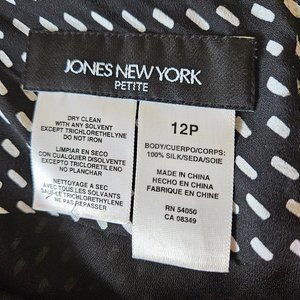 JONES NEW YORK
PETITE
DRY CLEAN
WITH ANY SOLVENT
EXCEPT TRICHLORETHELYNE
DO NOT IRON
LIMPIAR EN SECO
CON CUALQUIER DISOLVENTE
EXCEPTO TRICLORETILENO
NO PLANCHAR
NETTOYAGE A SEC
AVEC TOUS LES SOLVANTS
SAUF LE TRICHLORETHYLENE
NE PAS REPASSER
12P
BODY/CUERPO/CORPS:
100% SILK/SEDA/SOIE
MADE IN CHINA
HECHO EN CHINA
FABRIQUE EN CHINE
RN 54050
CA 08349